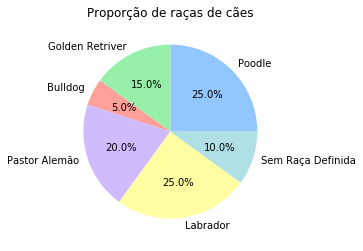 Proporção de raças de cães
Golden Retriver
Poodle
15.0%
25.0%
Bulldog
5.0%
Pastor Alemão
20.0%
10.0%
Sem Raça Definida
25.0%
Labrador